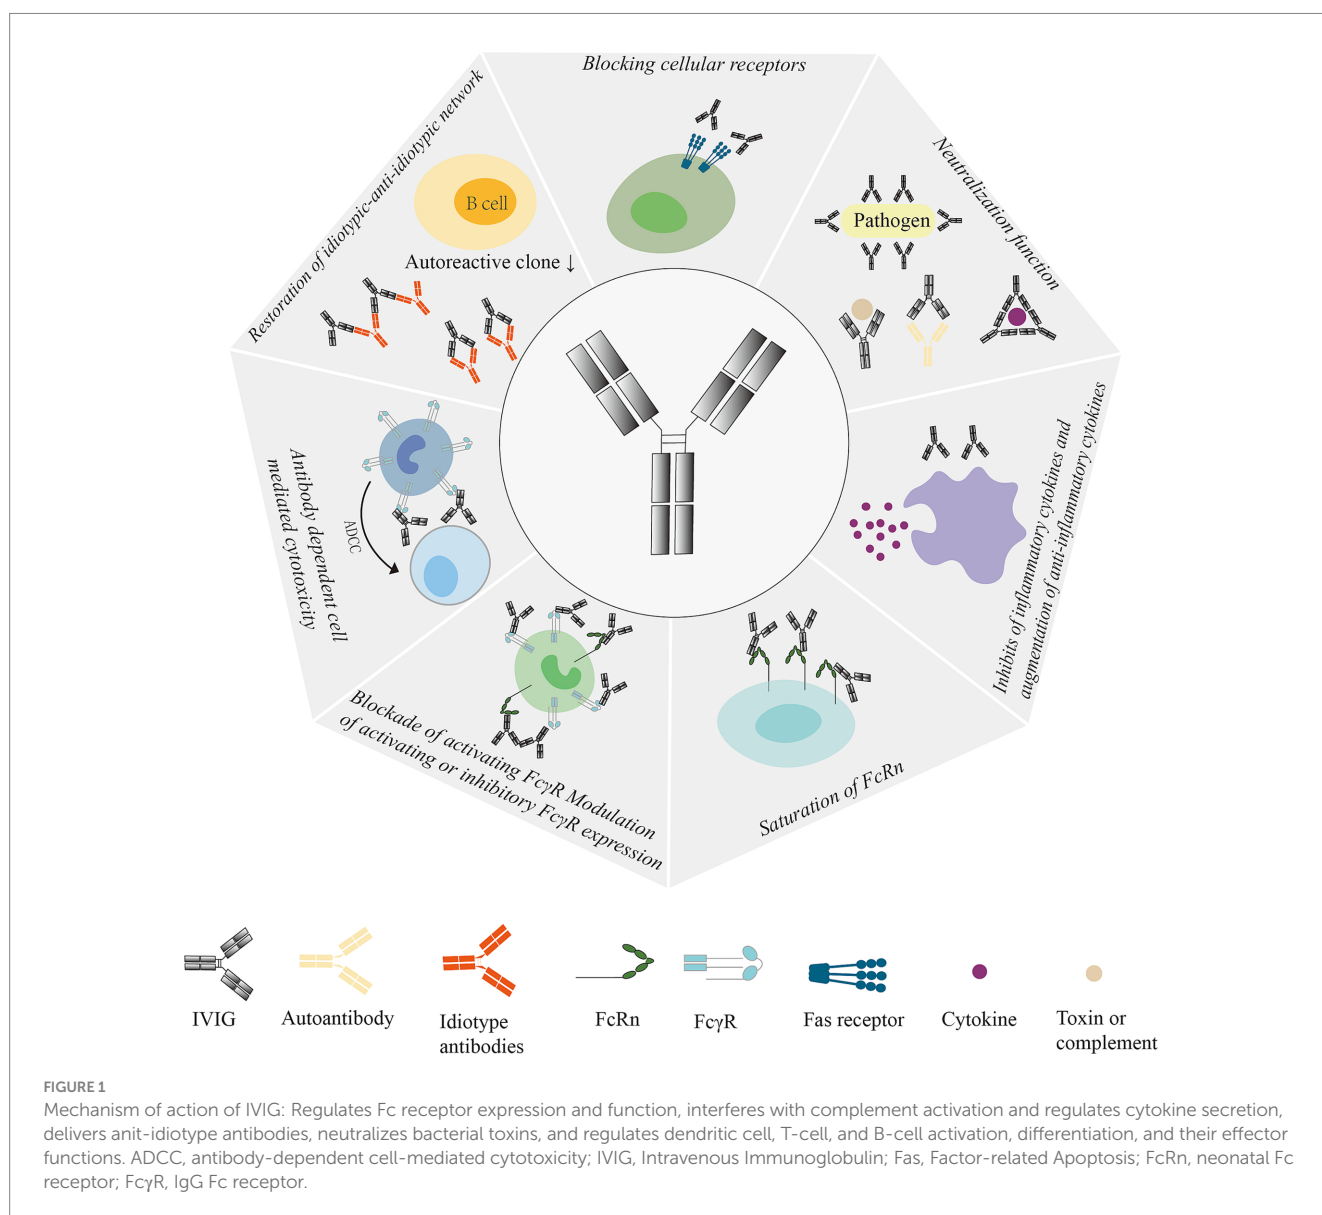 Blocking cellular receptors
Restoration of idiotypic-anti-idiotypic network
B cell
Autoreactive clone ↓
Neutralization function
Pathogen
Inhibits of inflammatory cytokines and
augmentation of anti-inflammatory cytokines
Antibody dependent cell
mediated cytotoxicity
ADCC
Blockade of activating FcγR Modulation
of activating or inhibitory FcγR expression
Saturation of FcRn
IVIG
Autoantibody
Idiotype
antibodies
FcRn
FcγR
Fas receptor
Cytokine
Toxin or
complement
FIGURE 1
Mechanism of action of IVIG: Regulates Fc receptor expression and function, interferes with complement activation and regulates cytokine secretion,
delivers anit-idiotype antibodies, neutralizes bacterial toxins, and regulates dendritic cell, T-cell, and B-cell activation, differentiation, and their effector
functions. ADCC, antibody-dependent cell-mediated cytotoxicity; IVIG, Intravenous Immunoglobulin; Fas, Factor-related Apoptosis; FcRn, neonatal Fc
receptor; FcγR, IgG Fc receptor.